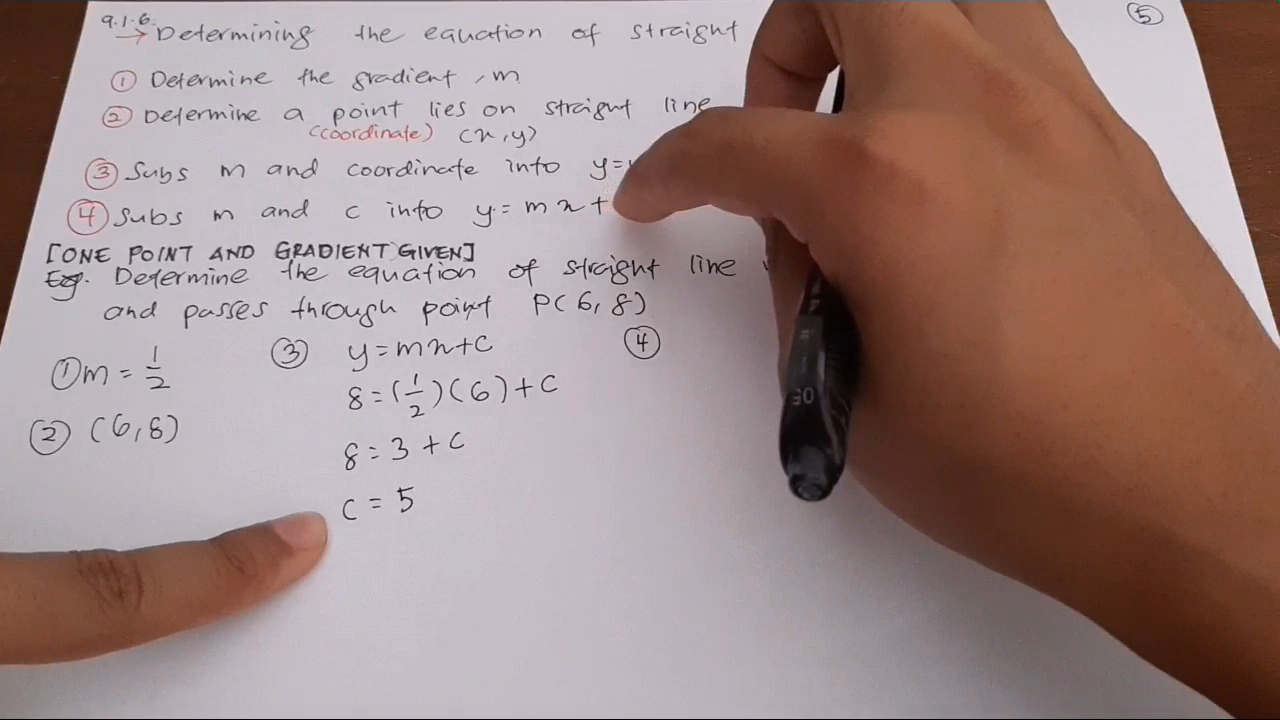 9.1.6.
→ Determining the equation of straight
⑤
① Determine the gradient, m
② Determine a point lies on straight line
(coordinate) (x, y)
③ Subs m and coordinate into y=
④ Subs m and c into y = mx+
[ONE POINT AND GRADIENT GIVEN]
Eg. Determine the equation of straight line
and passes through point P(6, 8)
① m = 1/2
② (6, 8)
③ y = mx+c
8 = (1/2)(6) + c
8 = 3 + c
c = 5
④
05